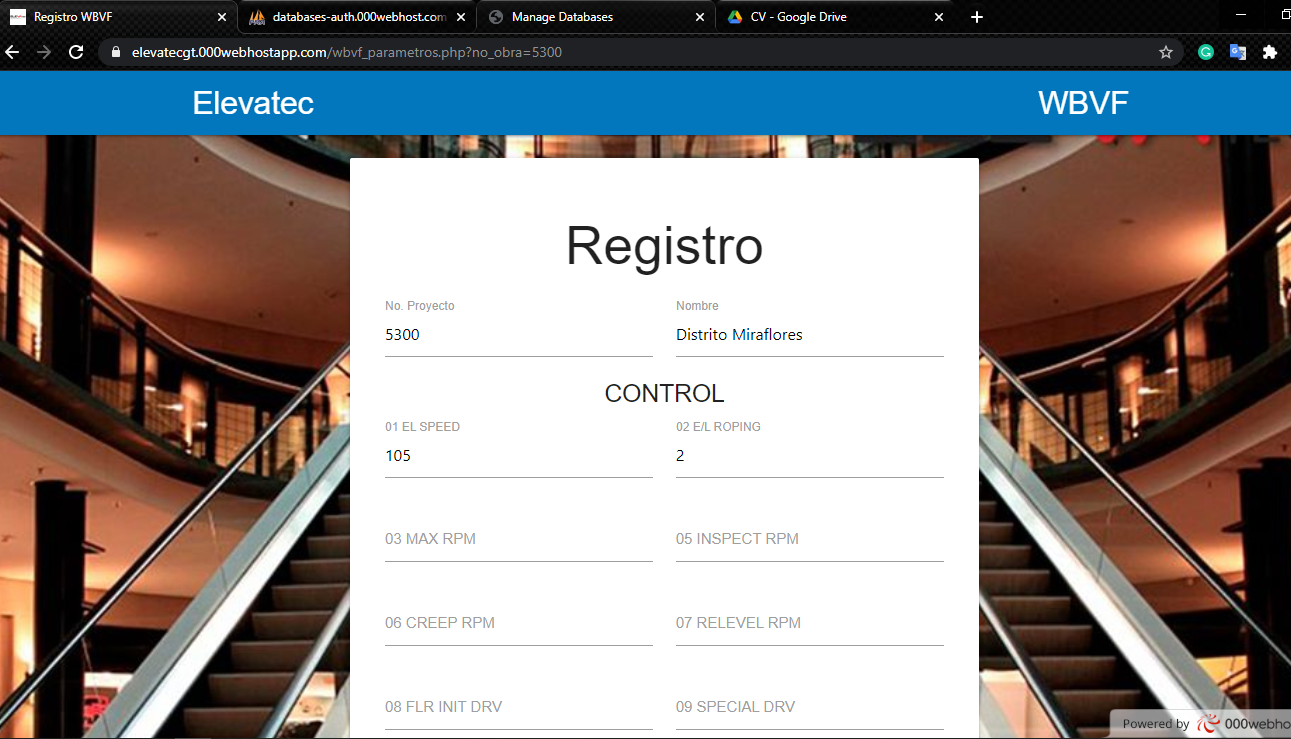 Registro WBVF
databases-auth.000webhost.com
Manage Databases
CV - Google Drive
elevatecgt.000webhostapp.com/wbvf_parametros.php?no_obra=5300
Elevatec
WBVF
Registro
No. Proyecto
Nombre
5300
Distrito Miraflores
CONTROL
01 EL SPEED
02 E/L ROPING
105
2
03 MAX RPM
05 INSPECT RPM
06 CREEP RPM
07 RELEVEL RPM
08 FLR INIT DRV
09 SPECIAL DRV
Powered by 000webho